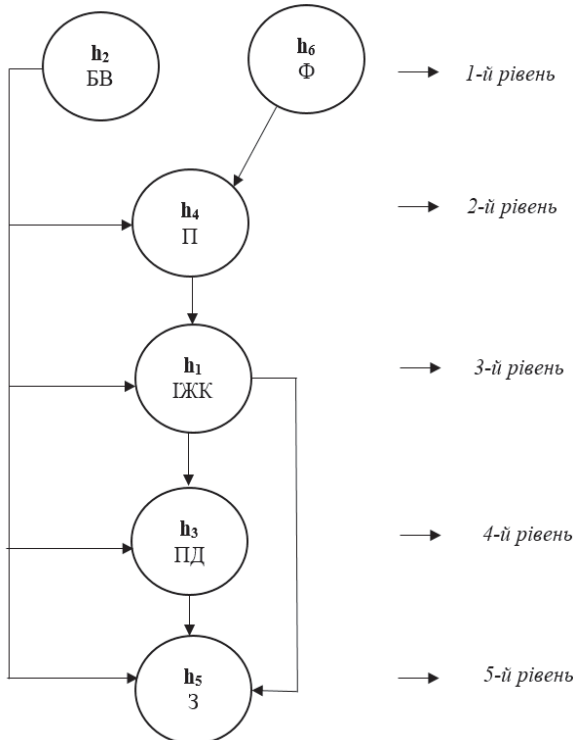 h₂
БВ
h₆
Ф
1-й рівень
h₄
П
2-й рівень
h₁
ІЖК
3-й рівень
h₃
ПД
4-й рівень
h₅
З
5-й рівень